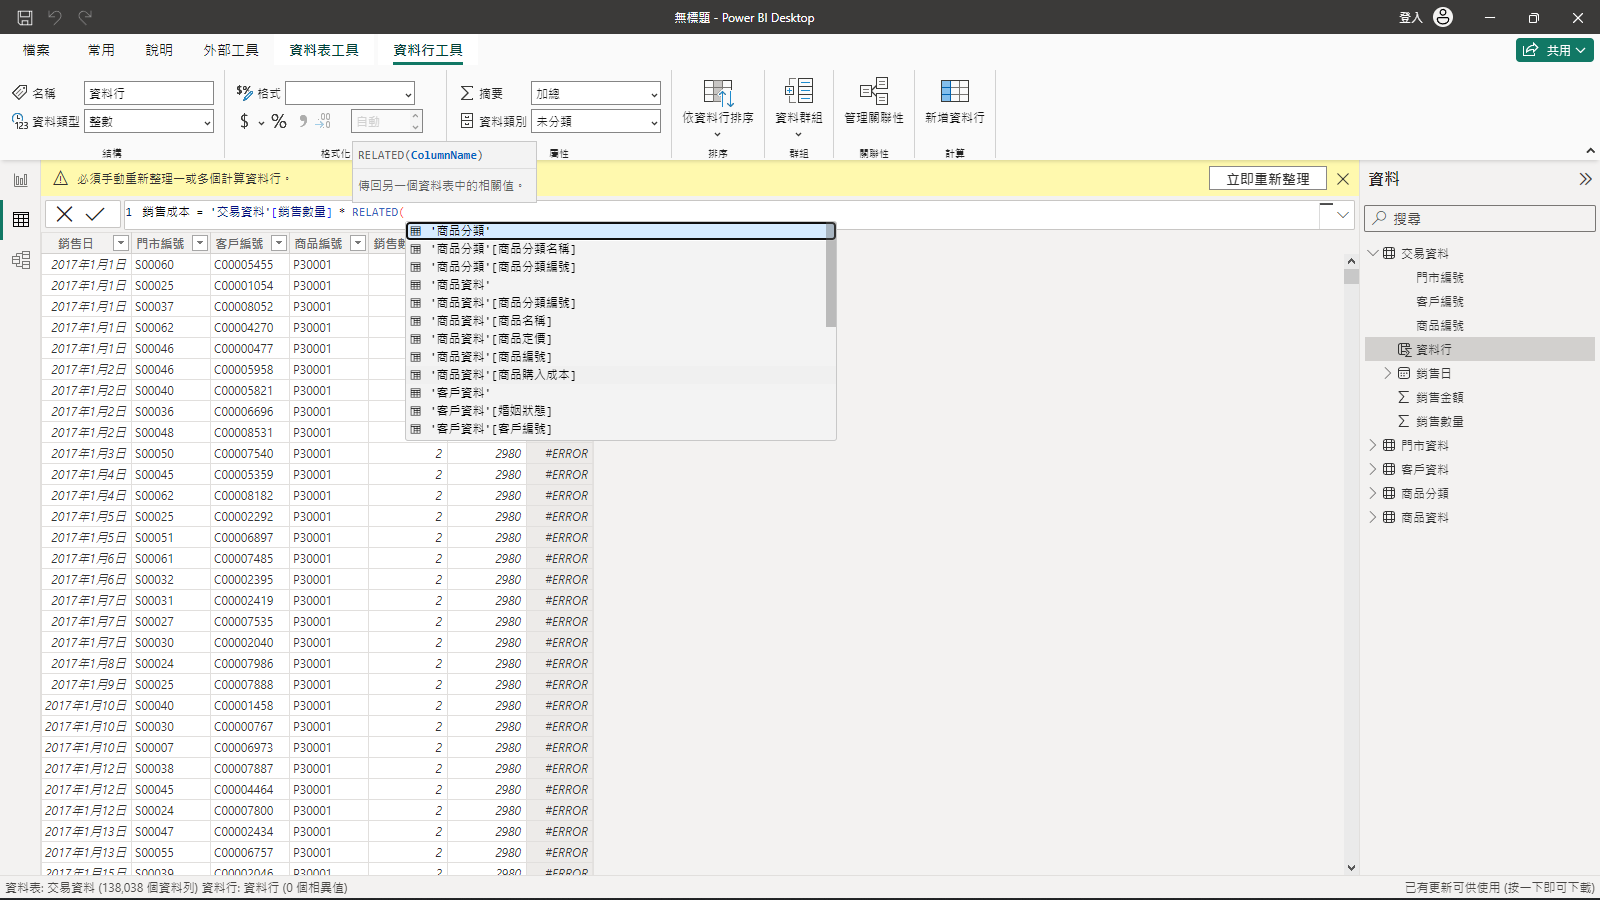 無標題 - Power BI Desktop
登入
檔案 常用 說明 外部工具 資料表工具 資料行工具
共用
名稱 資料行
資料類型 整數
結構
格式
$ % 自動
格式化
摘要 加總
資料類別 未分類
屬性
依資料行排序
排序
資料群組
群組
管理關聯性
關聯性
新增資料行
計算
RELATED(ColumnName)
傳回另一個資料表中的相關值。
必須手動重新整理一或多個計算資料行。
立即重新整理
1 銷售成本 = '交易資料'[銷售數量] * RELATED(
'商品分類'
'商品分類'[商品分類名稱]
'商品分類'[商品分類編號]
'商品資料'
'商品資料'[商品分類編號]
'商品資料'[商品名稱]
'商品資料'[商品定價]
'商品資料'[商品編號]
'商品資料'[商品購入成本]
'客戶資料'
'客戶資料'[婚姻狀態]
'客戶資料'[客戶編號]
銷售日 門市編號 客戶編號 商品編號 銷售
2017年1月1日 S00060 C00005455 P30001
2017年1月1日 S00025 C00001054 P30001
2017年1月1日 S00037 C00008052 P30001
2017年1月1日 S00062 C00004270 P30001
2017年1月1日 S00046 C00000477 P30001
2017年1月2日 S00046 C00005958 P30001
2017年1月2日 S00040 C00005821 P30001
2017年1月2日 S00036 C00006696 P30001
2017年1月2日 S00048 C00008531 P30001
2017年1月3日 S00050 C00007540 P30001 2 2980 #ERROR
2017年1月4日 S00045 C00005359 P30001 2 2980 #ERROR
2017年1月4日 S00062 C00008182 P30001 2 2980 #ERROR
2017年1月5日 S00025 C00002292 P30001 2 2980 #ERROR
2017年1月5日 S00051 C00006897 P30001 2 2980 #ERROR
2017年1月6日 S00061 C00007485 P30001 2 2980 #ERROR
2017年1月6日 S00032 C00002395 P30001 2 2980 #ERROR
2017年1月7日 S00031 C00002419 P30001 2 2980 #ERROR
2017年1月7日 S00027 C00007535 P30001 2 2980 #ERROR
2017年1月7日 S00030 C00002040 P30001 2 2980 #ERROR
2017年1月8日 S00024 C00007986 P30001 2 2980 #ERROR
2017年1月9日 S00025 C00007888 P30001 2 2980 #ERROR
2017年1月10日 S00040 C00001458 P30001 2 2980 #ERROR
2017年1月10日 S00030 C00000767 P30001 2 2980 #ERROR
2017年1月10日 S00007 C00006973 P30001 2 2980 #ERROR
2017年1月12日 S00038 C00007887 P30001 2 2980 #ERROR
2017年1月12日 S00045 C00004464 P30001 2 2980 #ERROR
2017年1月12日 S00024 C00007800 P30001 2 2980 #ERROR
2017年1月13日 S00047 C00002434 P30001 2 2980 #ERROR
2017年1月13日 S00055 C00006757 P30001 2 2980 #ERROR
2017年1月15日 S00039 C00002046 P30001 2 2980 #ERROR
資料
搜尋
交易資料
門市編號
客戶編號
商品編號
資料行
銷售日
銷售金額
銷售數量
門市資料
客戶資料
商品分類
商品資料
資料表: 交易資料 (138,038 個資料列) 資料行: 資料行 (0 個相異值)
已有更新可供使用 (按一下即可下載)